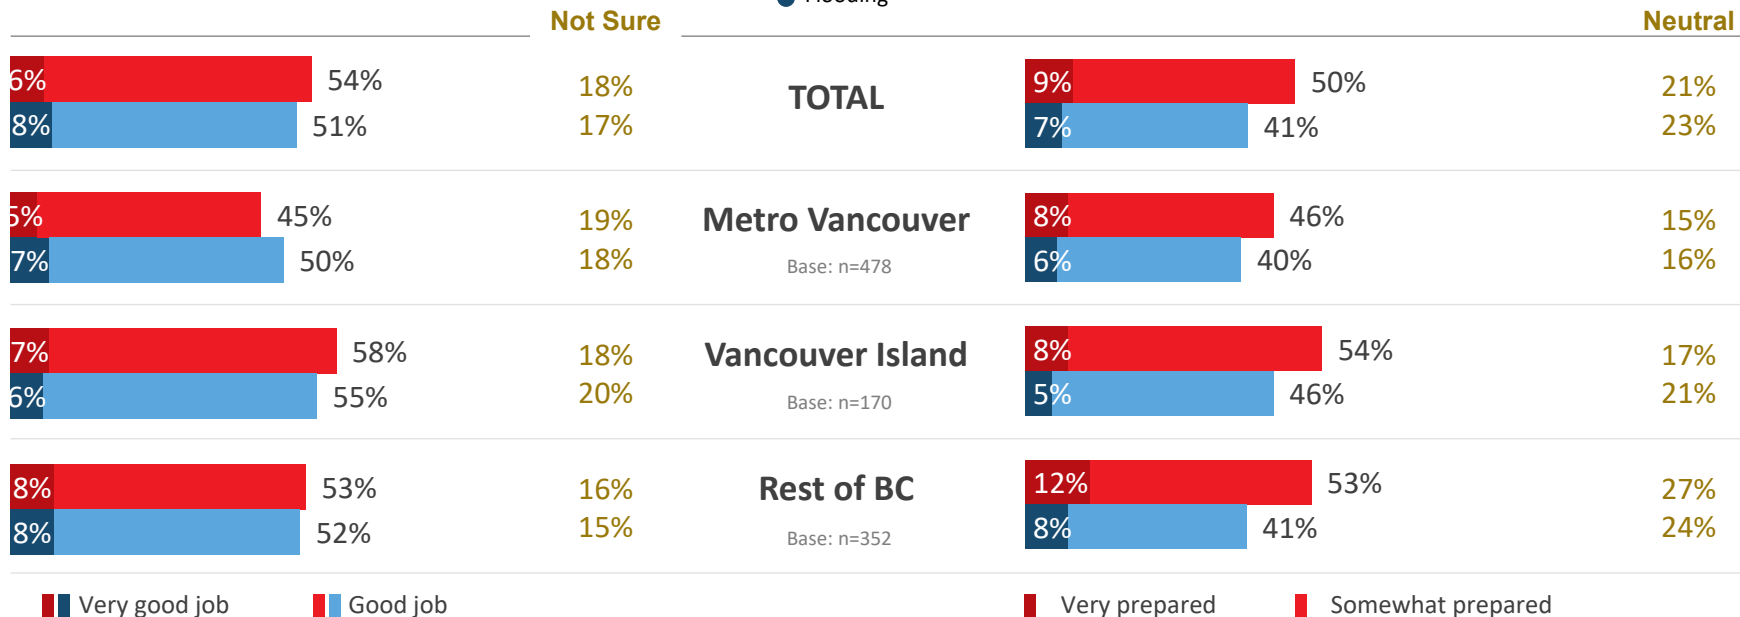 Flooding
Not Sure Neutral
6% 54% 18% TOTAL 9% 50% 21%
8% 51% 17% 7% 41% 23%
5% 45% 19% Metro Vancouver 8% 46% 15%
7% 50% 18% Base: n=478 6% 40% 16%
7% 58% 18% Vancouver Island 8% 54% 17%
6% 55% 20% Base: n=170 5% 46% 21%
8% 53% 16% Rest of BC 12% 53% 27%
8% 52% 15% Base: n=352 8% 41% 24%
Very good job Good job Very prepared Somewhat prepared